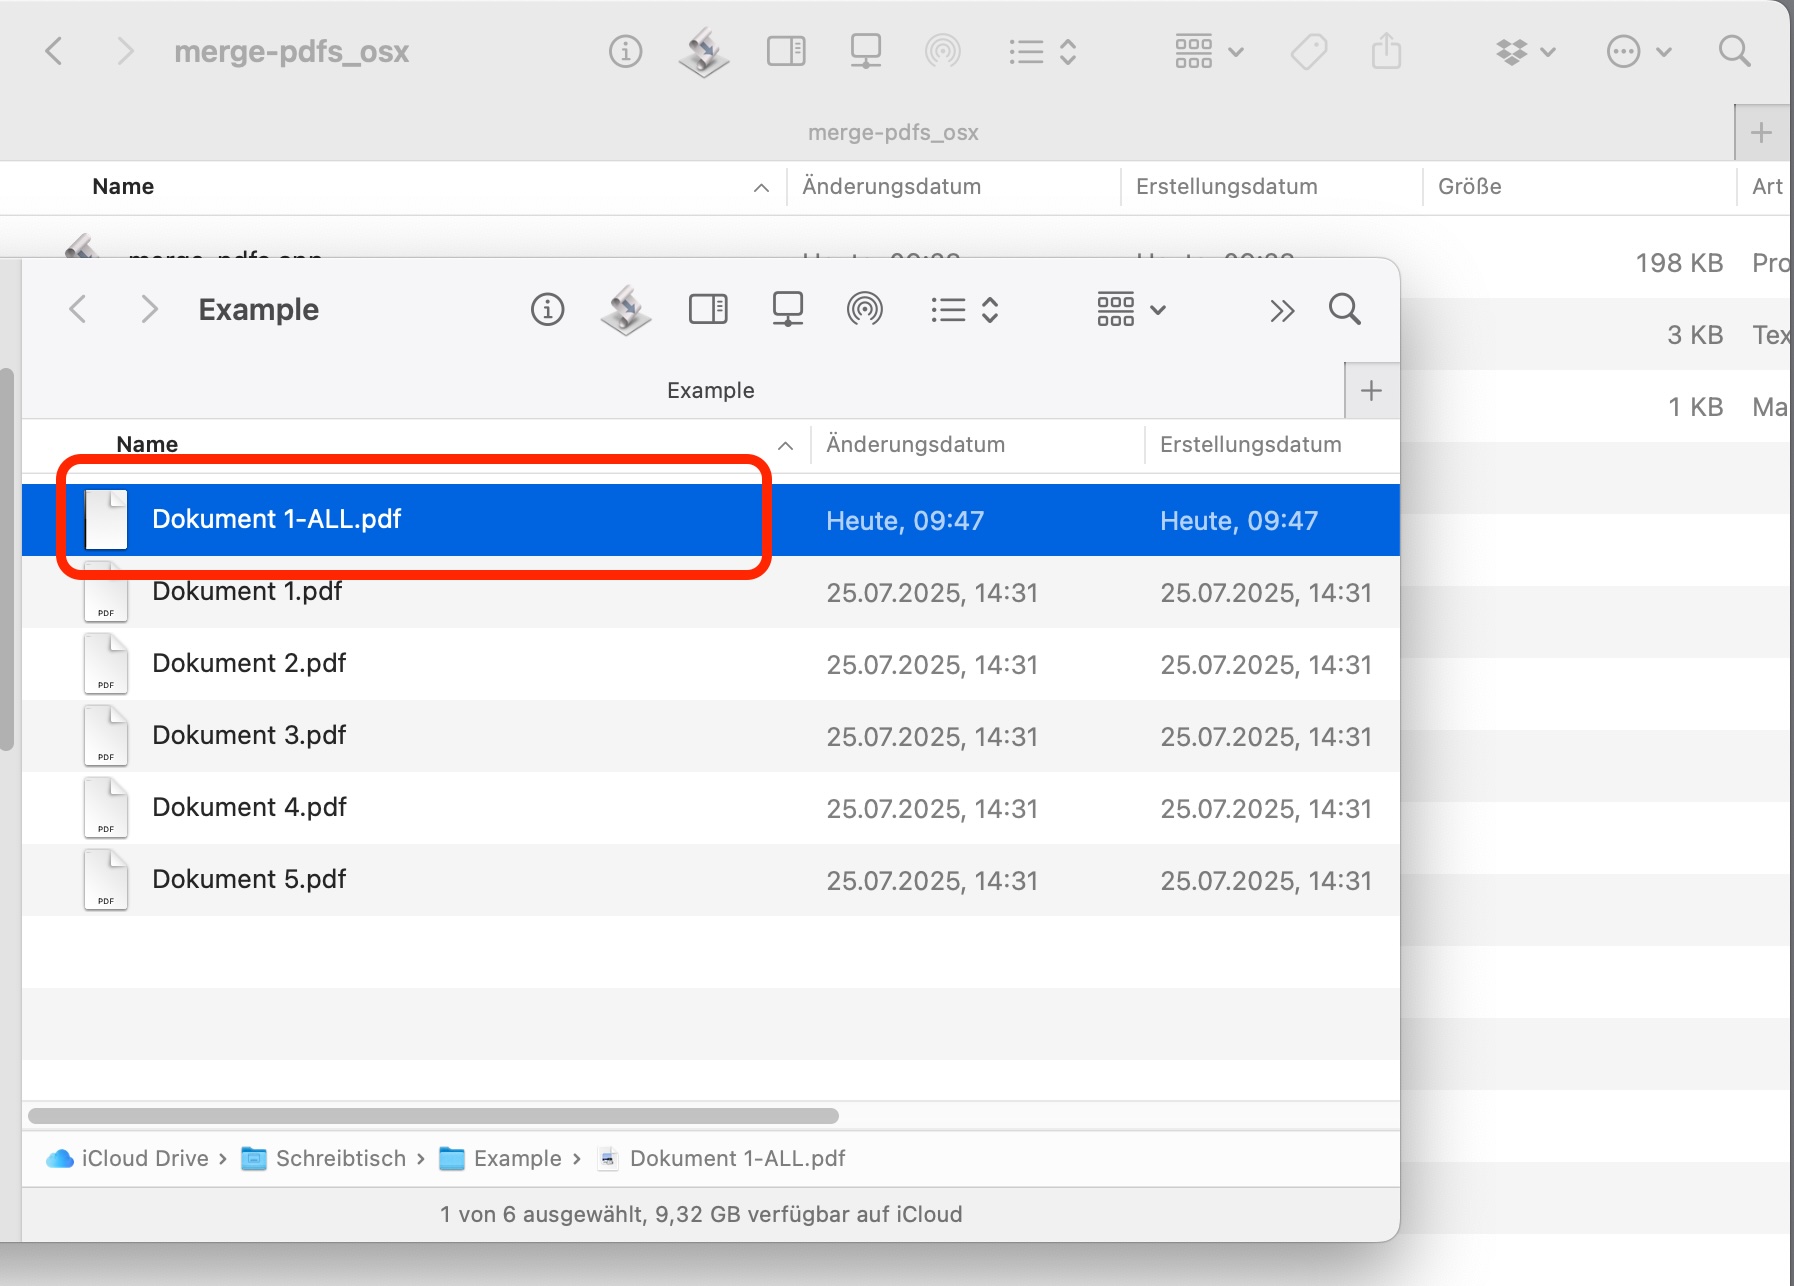 merge-pdfs_osx
merge-pdfs_osx
Name
Änderungsdatum
Erstellungsdatum
Größe
Art
merge-pdfs.app
198 KB
Pro
3 KB
Tex
1 KB
Ma
Example
Example
Name
Änderungsdatum
Erstellungsdatum
Dokument 1-ALL.pdf
Heute, 09:47
Heute, 09:47
PDF
Dokument 1.pdf
25.07.2025, 14:31
25.07.2025, 14:31
PDF
Dokument 2.pdf
25.07.2025, 14:31
25.07.2025, 14:31
PDF
Dokument 3.pdf
25.07.2025, 14:31
25.07.2025, 14:31
PDF
Dokument 4.pdf
25.07.2025, 14:31
25.07.2025, 14:31
PDF
Dokument 5.pdf
25.07.2025, 14:31
25.07.2025, 14:31
iCloud Drive › Schreibtisch › Example › Dokument 1-ALL.pdf
1 von 6 ausgewählt, 9,32 GB verfügbar auf iCloud